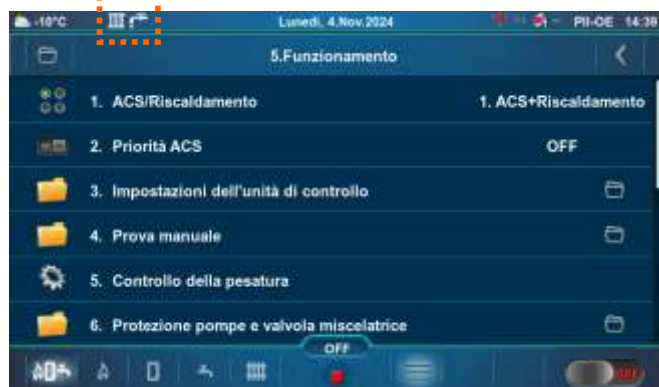 -10°C Lunedì, 4.Nov.2024 PII-OE 14:39
5.Funzionamento
1. ACS/Riscaldamento 1. ACS+Riscaldamento
2. Priorità ACS OFF
3. Impostazioni dell'unità di controllo
4. Prova manuale
5. Controllo della pesatura
6. Protezione pompe e valvola miscelatrice
OFF
OFF